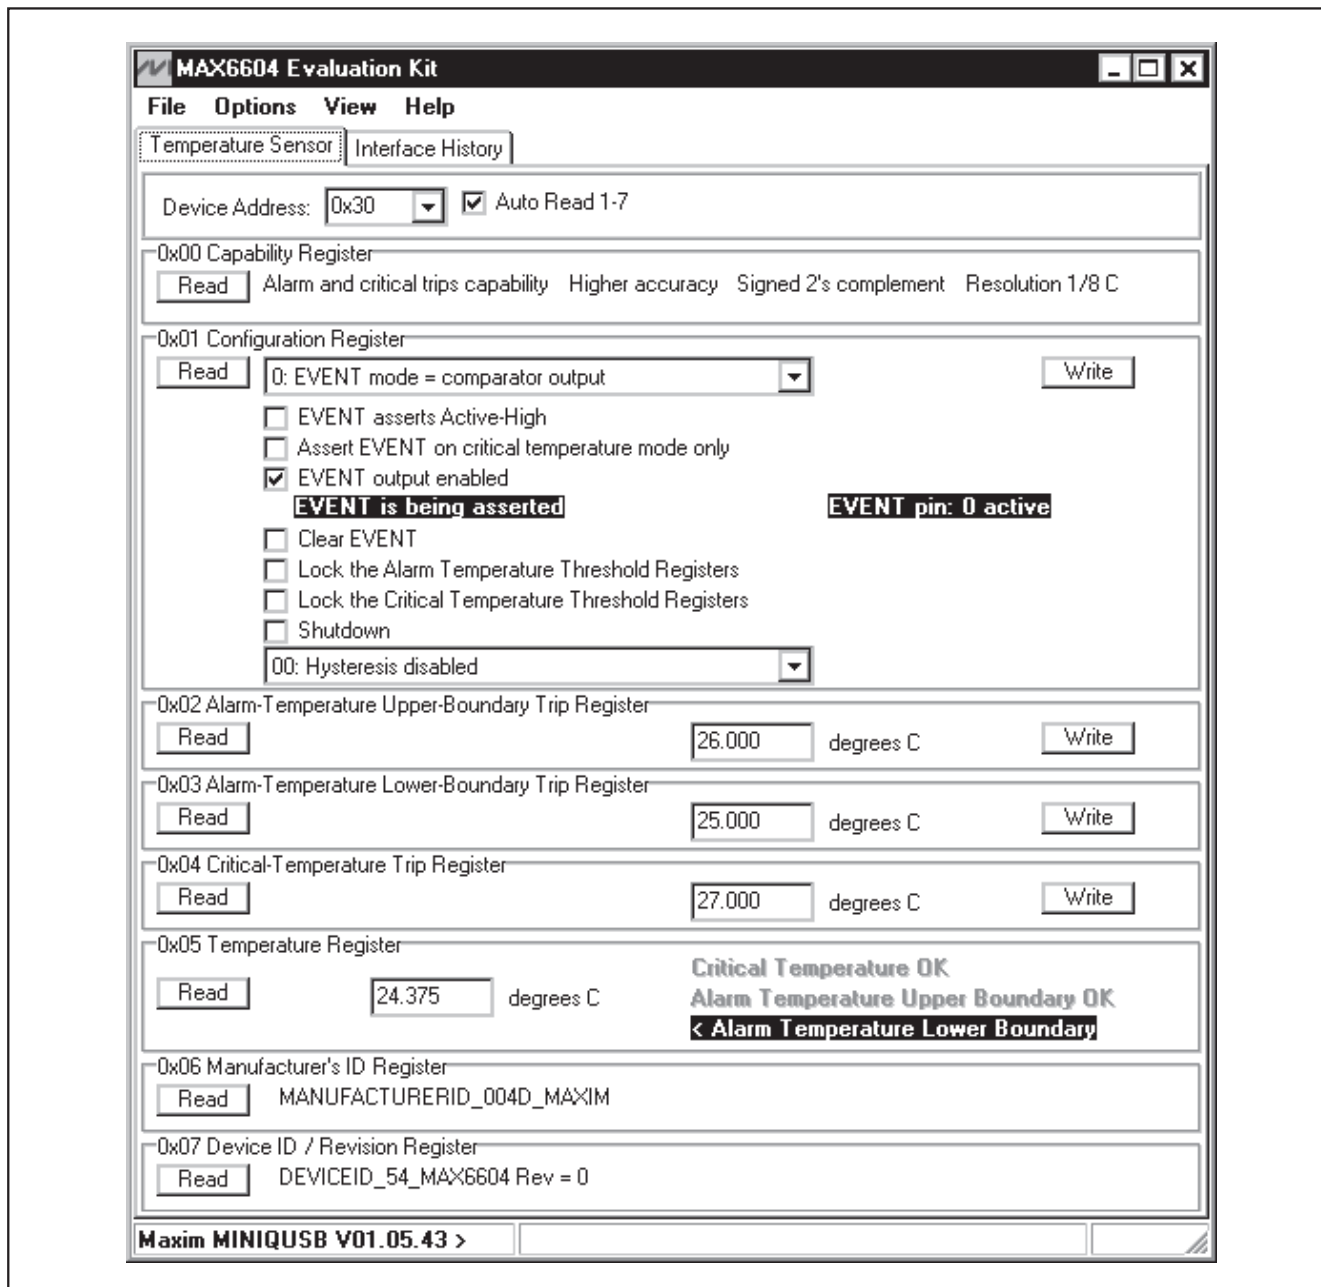 MAX6604 Evaluation Kit
File Options View Help
Temperature Sensor Interface History
Device Address: 0x30 Auto Read 1-7
0x00 Capability Register
Read Alarm and critical trips capability Higher accuracy Signed 2's complement Resolution 1/8 C
0x01 Configuration Register
Read 0: EVENT mode = comparator output Write
EVENT asserts Active-High
Assert EVENT on critical temperature mode only
EVENT output enabled
EVENT is being asserted EVENT pin: 0 active
Clear EVENT
Lock the Alarm Temperature Threshold Registers
Lock the Critical Temperature Threshold Registers
Shutdown
00: Hysteresis disabled
0x02 Alarm-Temperature Upper-Boundary Trip Register
Read 26.000 degrees C Write
0x03 Alarm-Temperature Lower-Boundary Trip Register
Read 25.000 degrees C Write
0x04 Critical-Temperature Trip Register
Read 27.000 degrees C Write
0x05 Temperature Register
Critical Temperature OK
Read 24.375 degrees C Alarm Temperature Upper Boundary OK
< Alarm Temperature Lower Boundary
0x06 Manufacturer's ID Register
Read MANUFACTURERID_004D_MAXIM
0x07 Device ID / Revision Register
Read DEVICEID_54_MAX6604 Rev = 0
Maxim MINIQUSB V01.05.43 >